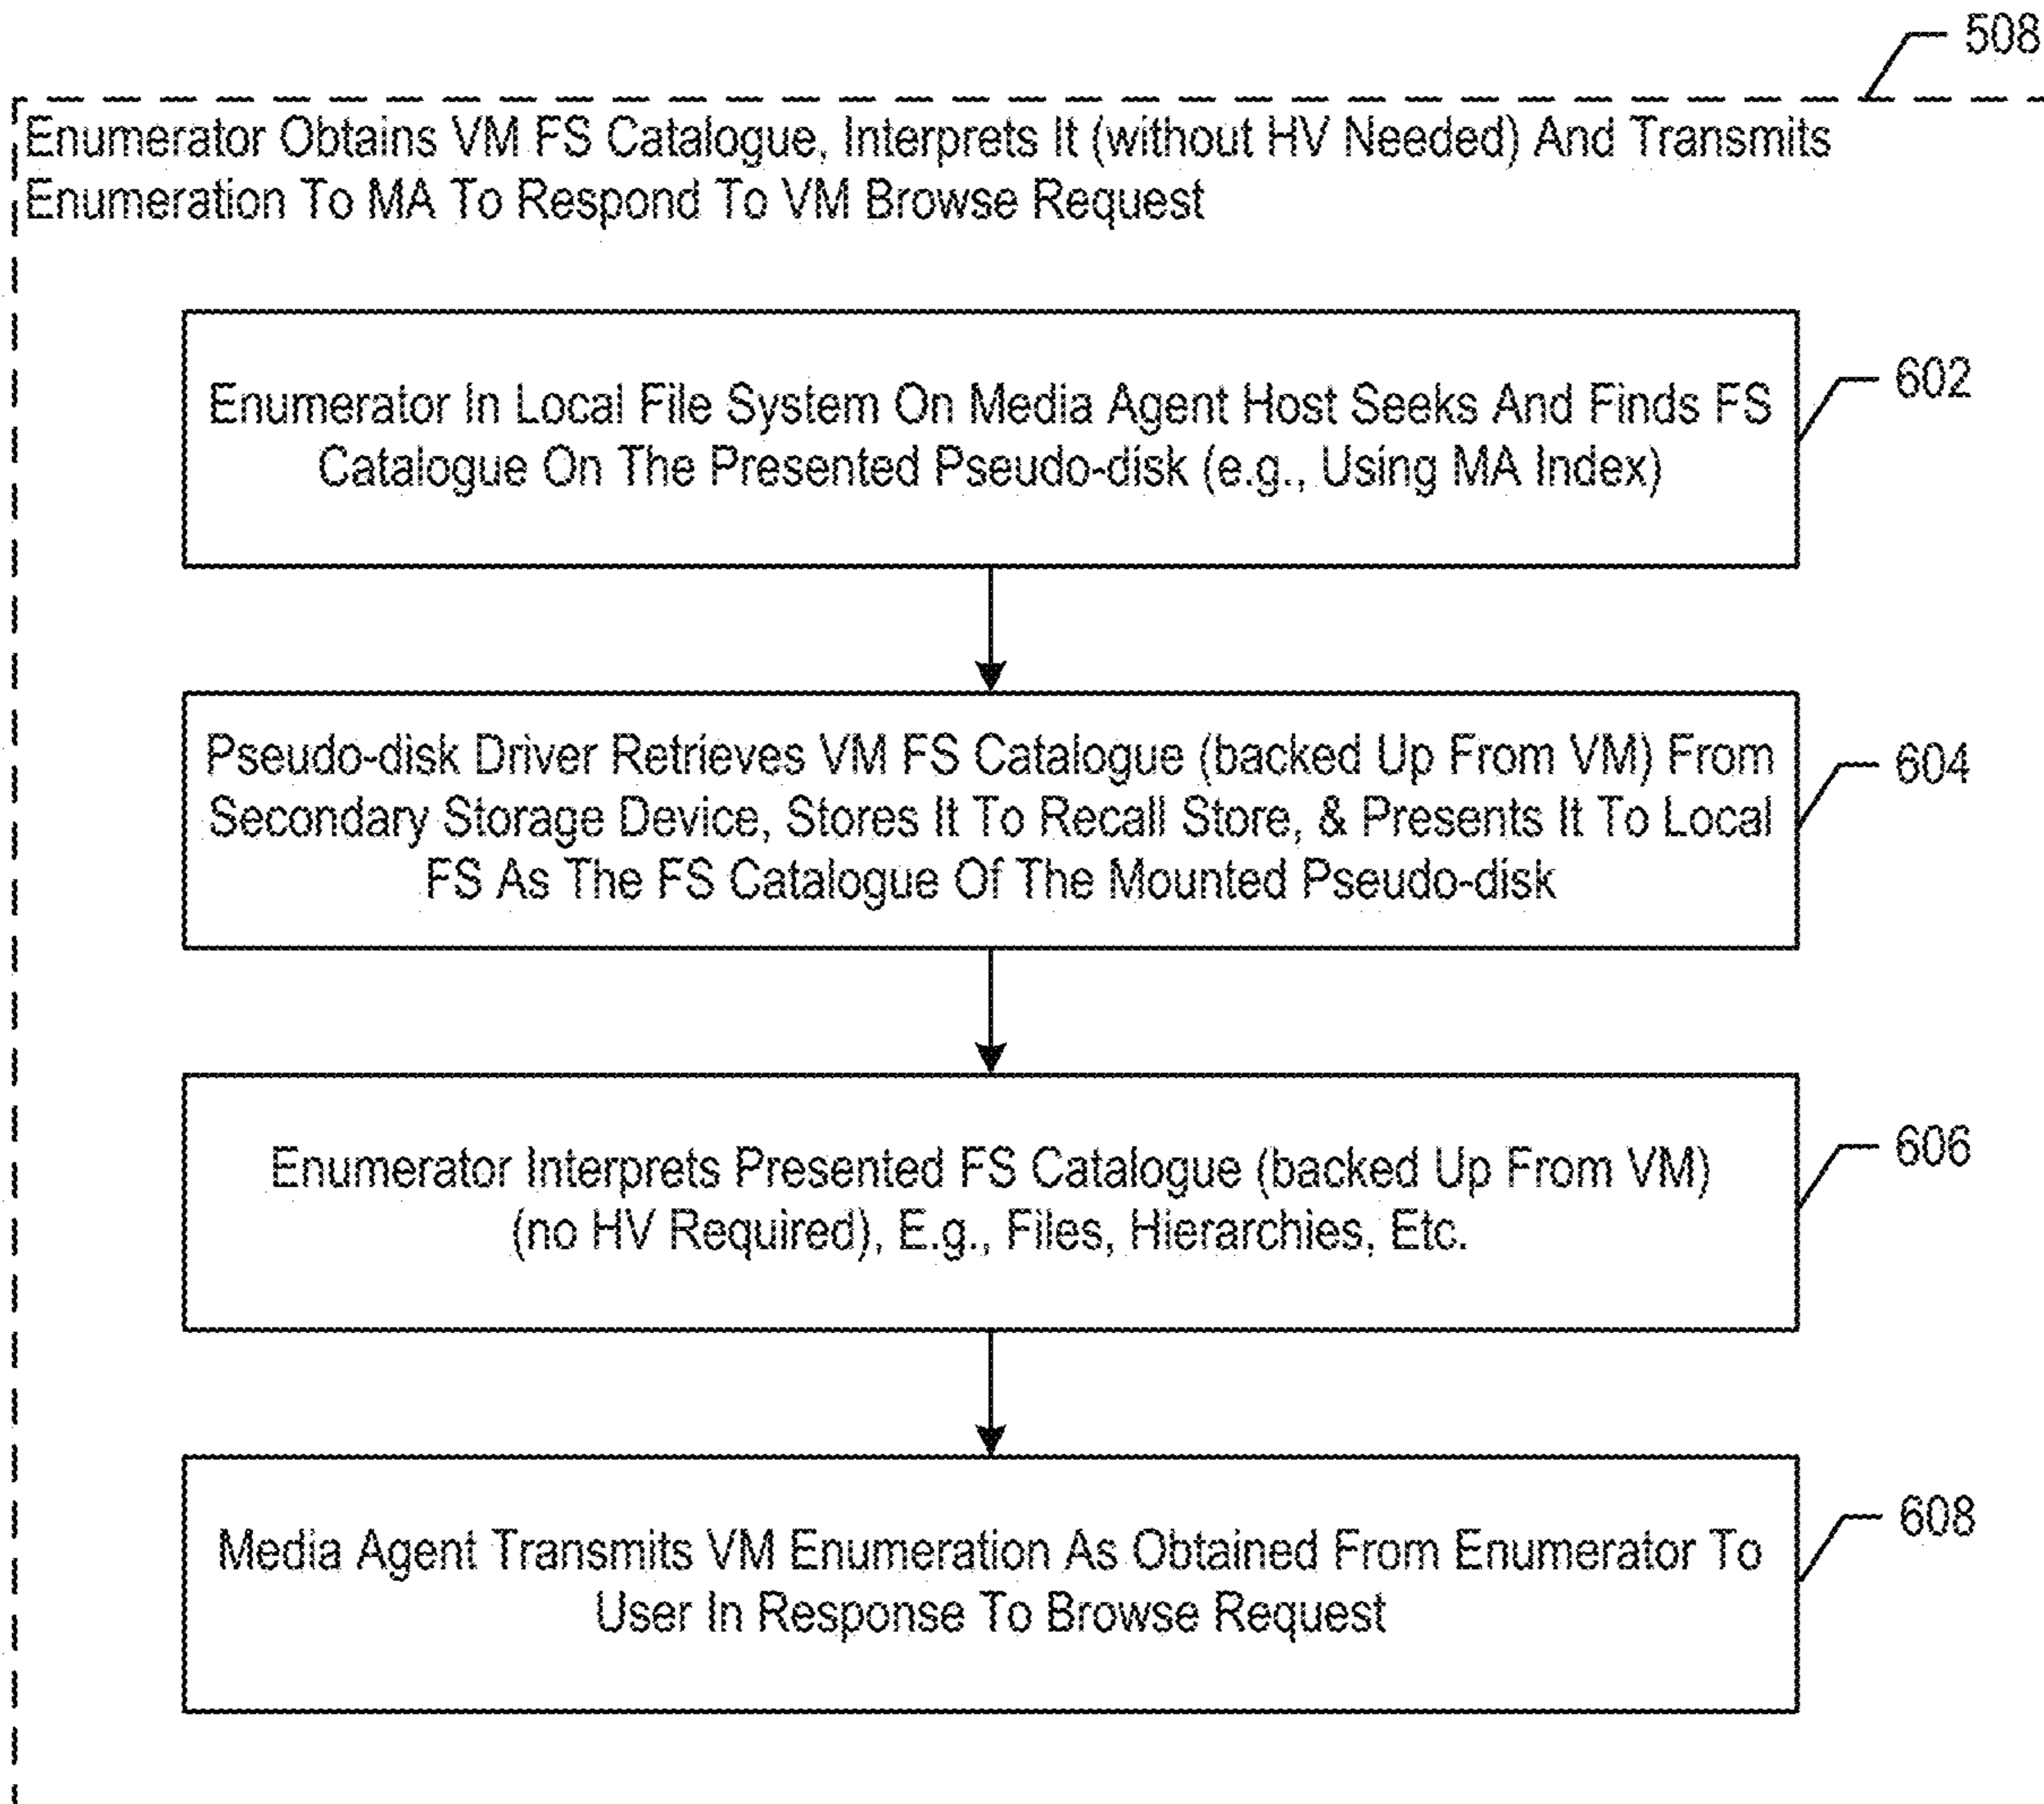 508
Enumerator Obtains VM FS Catalogue, Interprets It (without HV Needed) And Transmits
Enumeration To MA To Respond To VM Browse Request
Enumerator In Local File System On Media Agent Host Seeks And Finds FS
Catalogue On The Presented Pseudo-disk (e.g., Using MA Index)
602
Pseudo-disk Driver Retrieves VM FS Catalogue (backed Up From VM) From
Secondary Storage Device, Stores It To Recall Store, & Presents It To Local
FS As The FS Catalogue Of The Mounted Pseudo-disk
604
Enumerator Interprets Presented FS Catalogue (backed Up From VM)
(no HV Required), E.g., Files, Hierarchies, Etc.
606
Media Agent Transmits VM Enumeration As Obtained From Enumerator To
User In Response To Browse Request
608